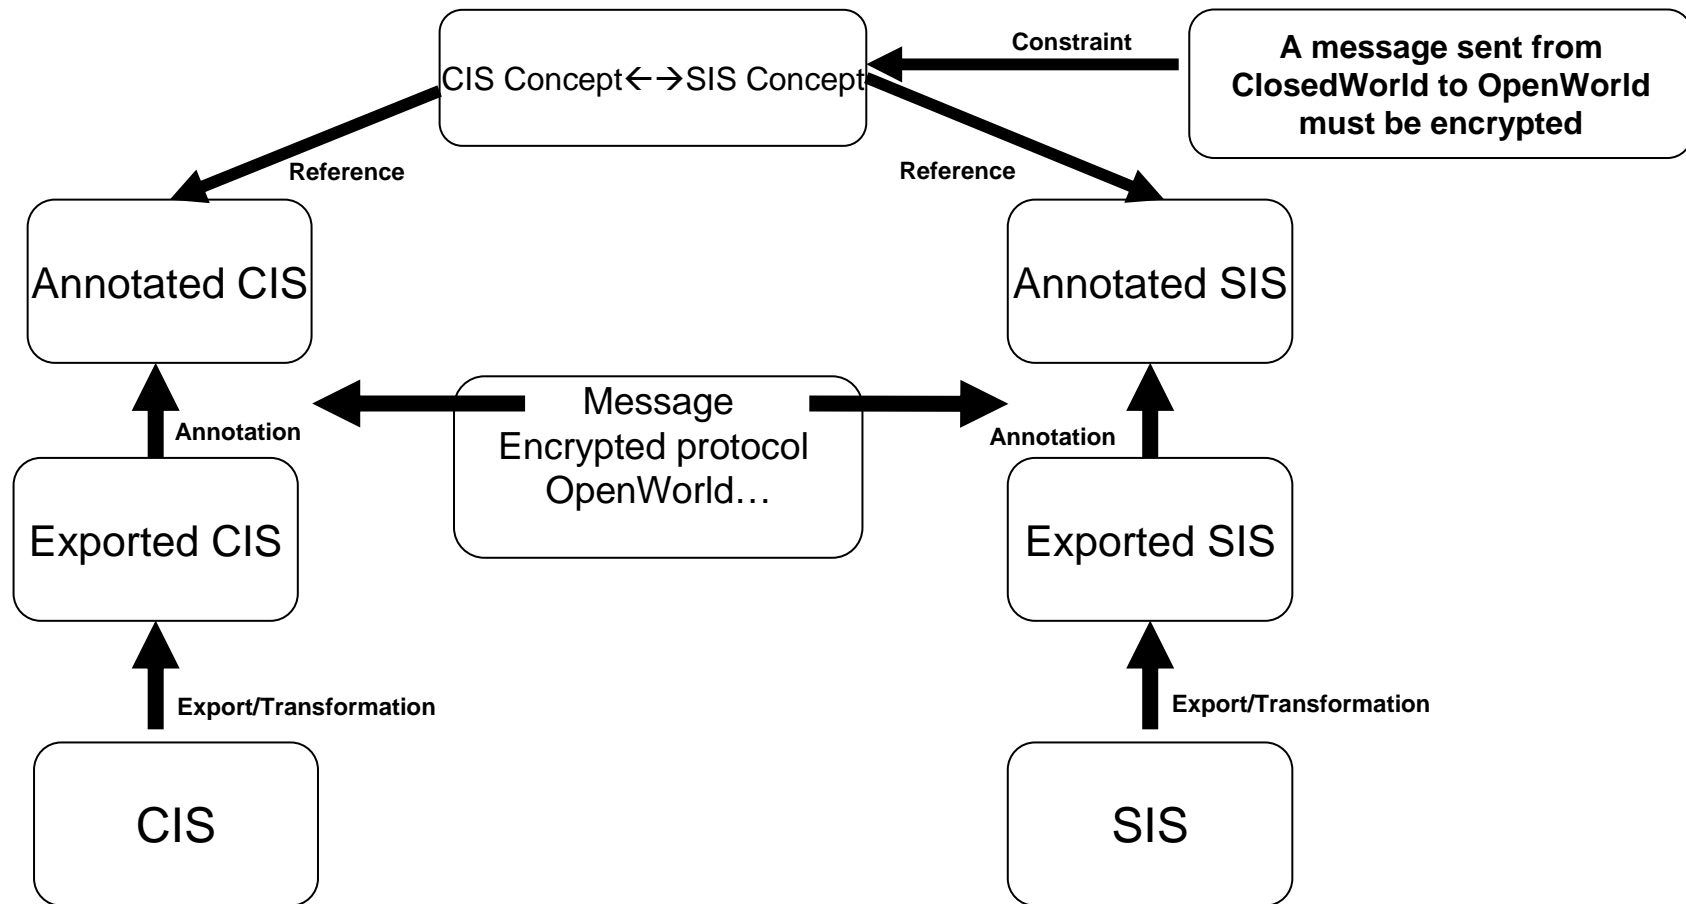 CIS Concept←→SIS Concept
Constraint
A message sent from
ClosedWorld to OpenWorld
must be encrypted
Reference
Reference
Annotated CIS
Annotated SIS
Message
Encrypted protocol
OpenWorld…
Annotation
Annotation
Exported CIS
Exported SIS
Export/Transformation
Export/Transformation
CIS
SIS